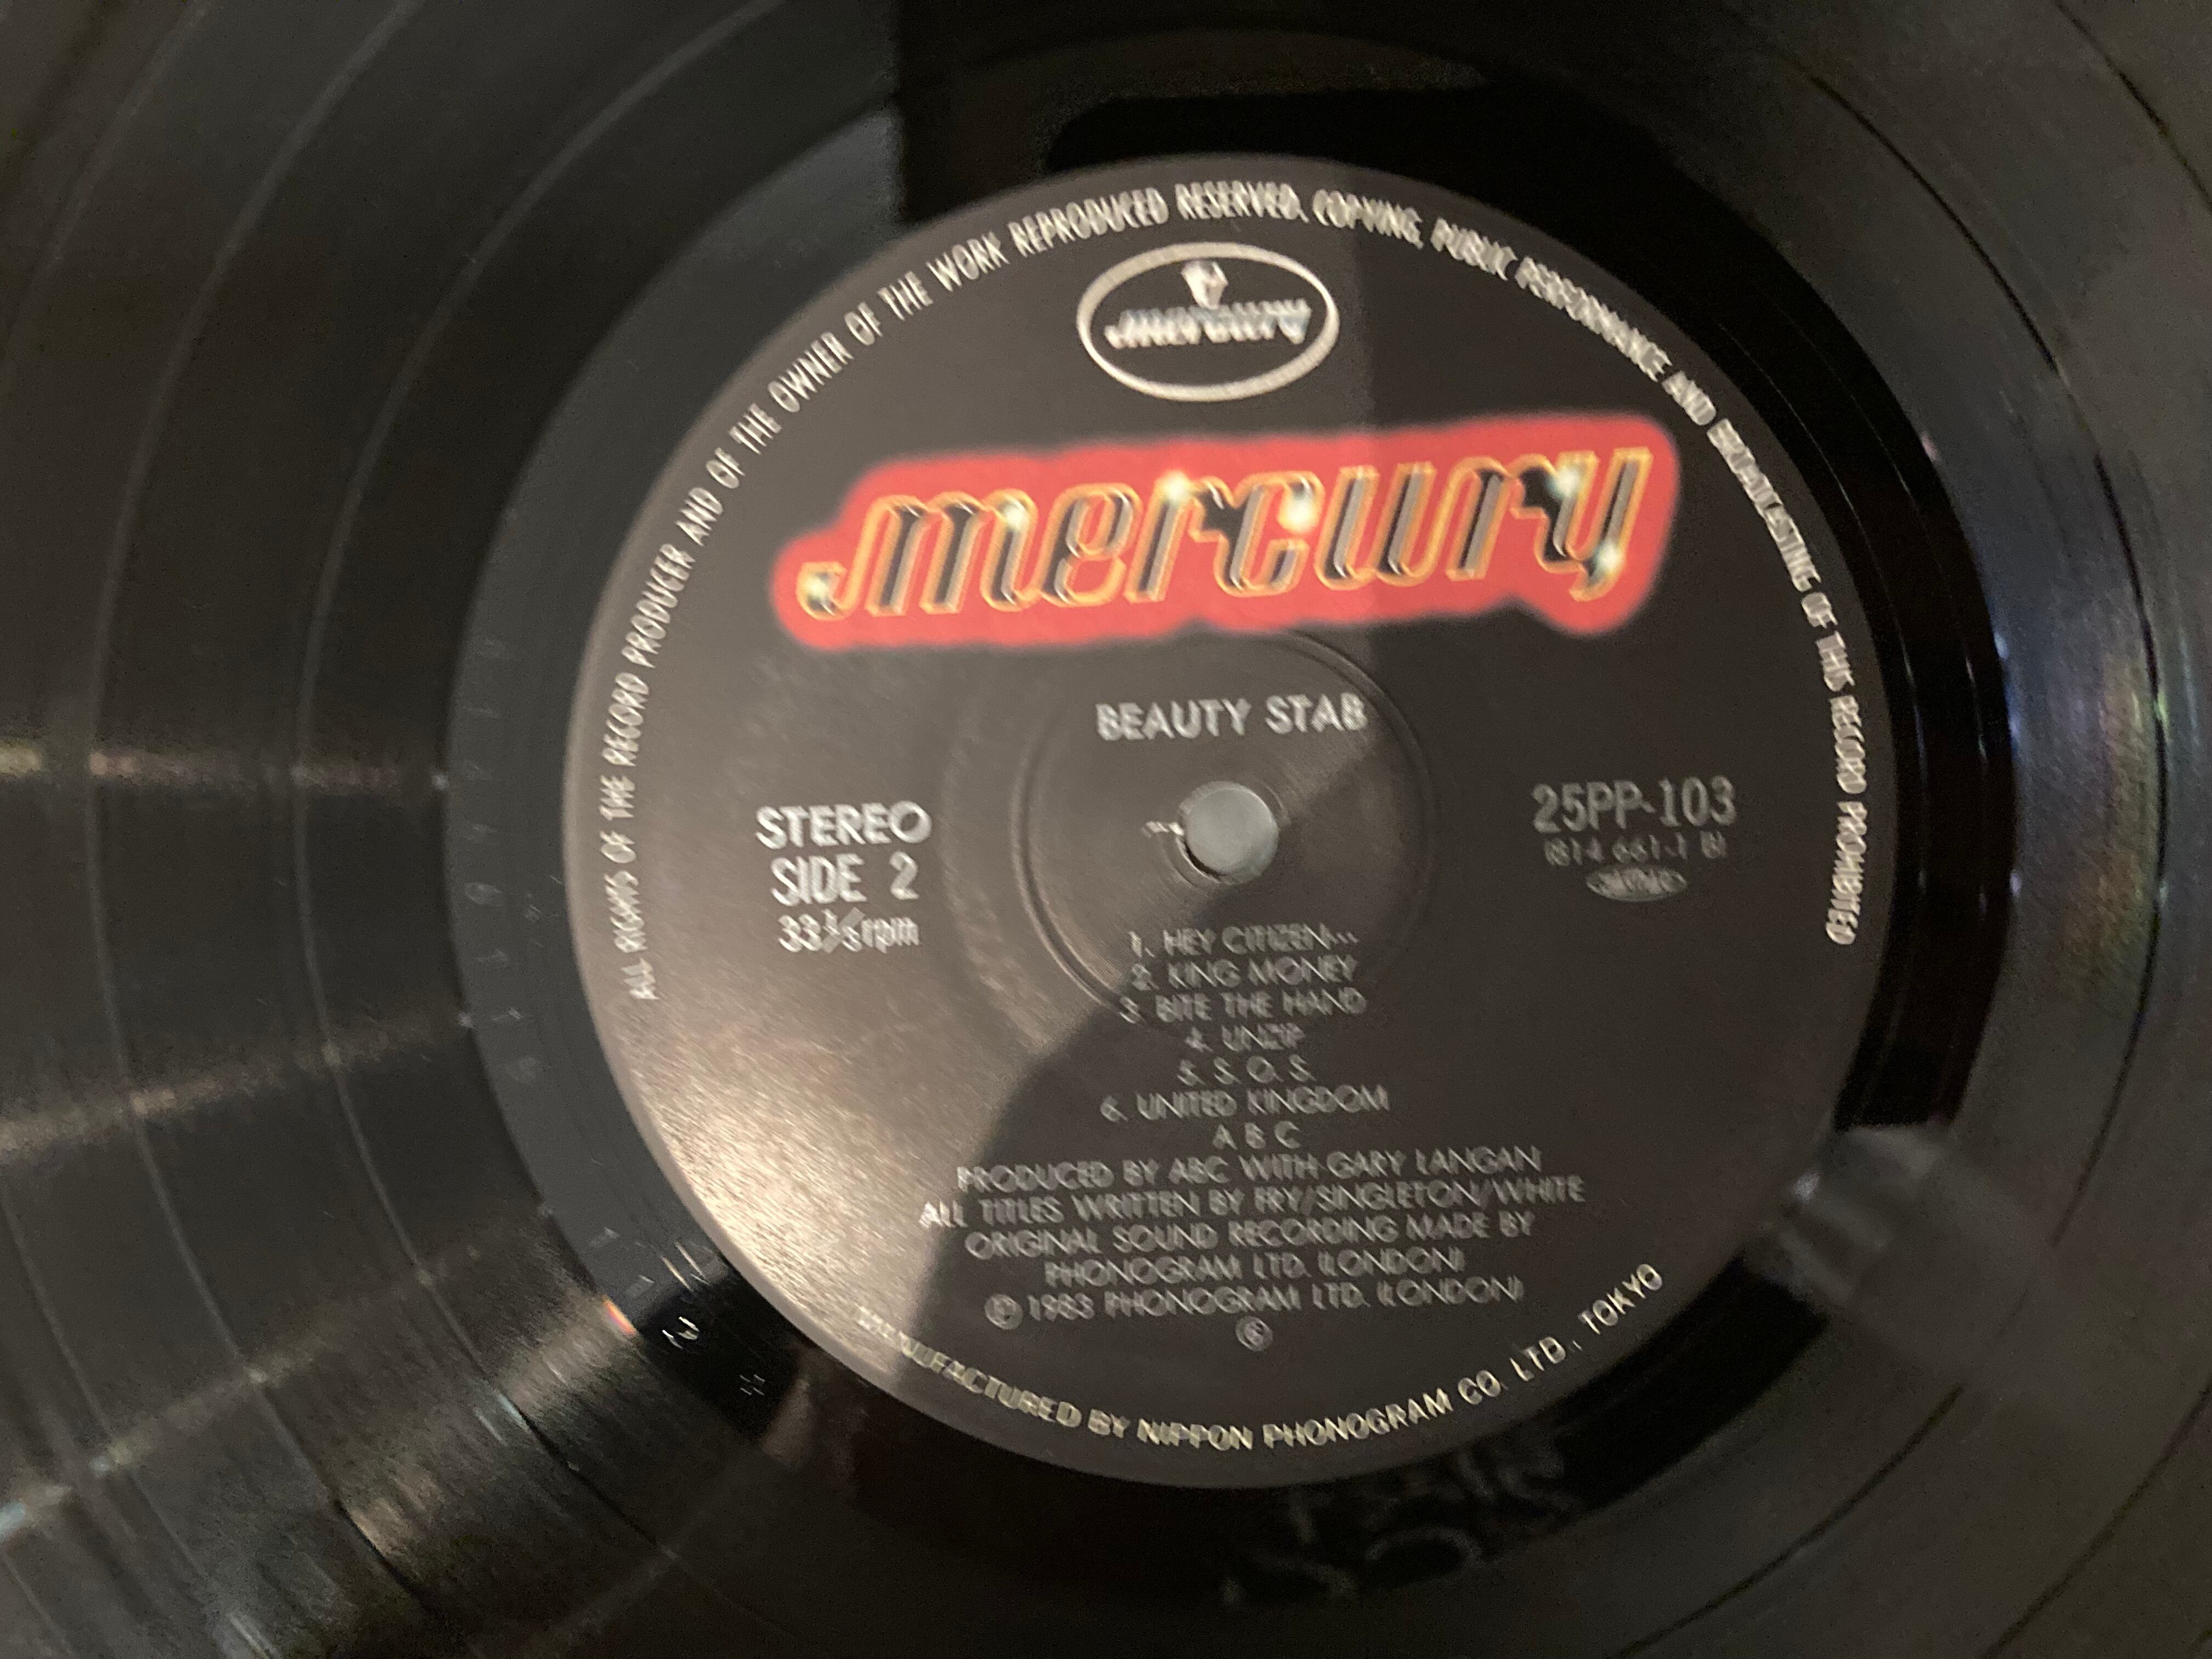 ALL RIGHTS OF THE RECORD PRODUCER AND OF THE OWNER OF THE WORK REPRODUCED RESERVED. COPYING, PUBLIC PERFORMANCE AND BROADCASTING OF THIS RECORD PROHIBITED
mercury
mercury
BEAUTY STAB
STEREO
SIDE 2
33⅓rpm
25PP-103
(814 661-1 B)
1. HEY CITIZEN…
2. KING MONEY
3. BITE THE HAND
4. UNZIP
5. S. O. S.
6. UNITED KINGDOM
A B C
PRODUCED BY ABC WITH GARY LANGAN
ALL TITLES WRITTEN BY FRY/SINGLETON/WHITE
ORIGINAL SOUND RECORDING MADE BY
PHONOGRAM LTD. (LONDON)
Ⓟ 1983 PHONOGRAM LTD. (LONDON)
MANUFACTURED BY NIPPON PHONOGRAM CO. LTD., TOKYO